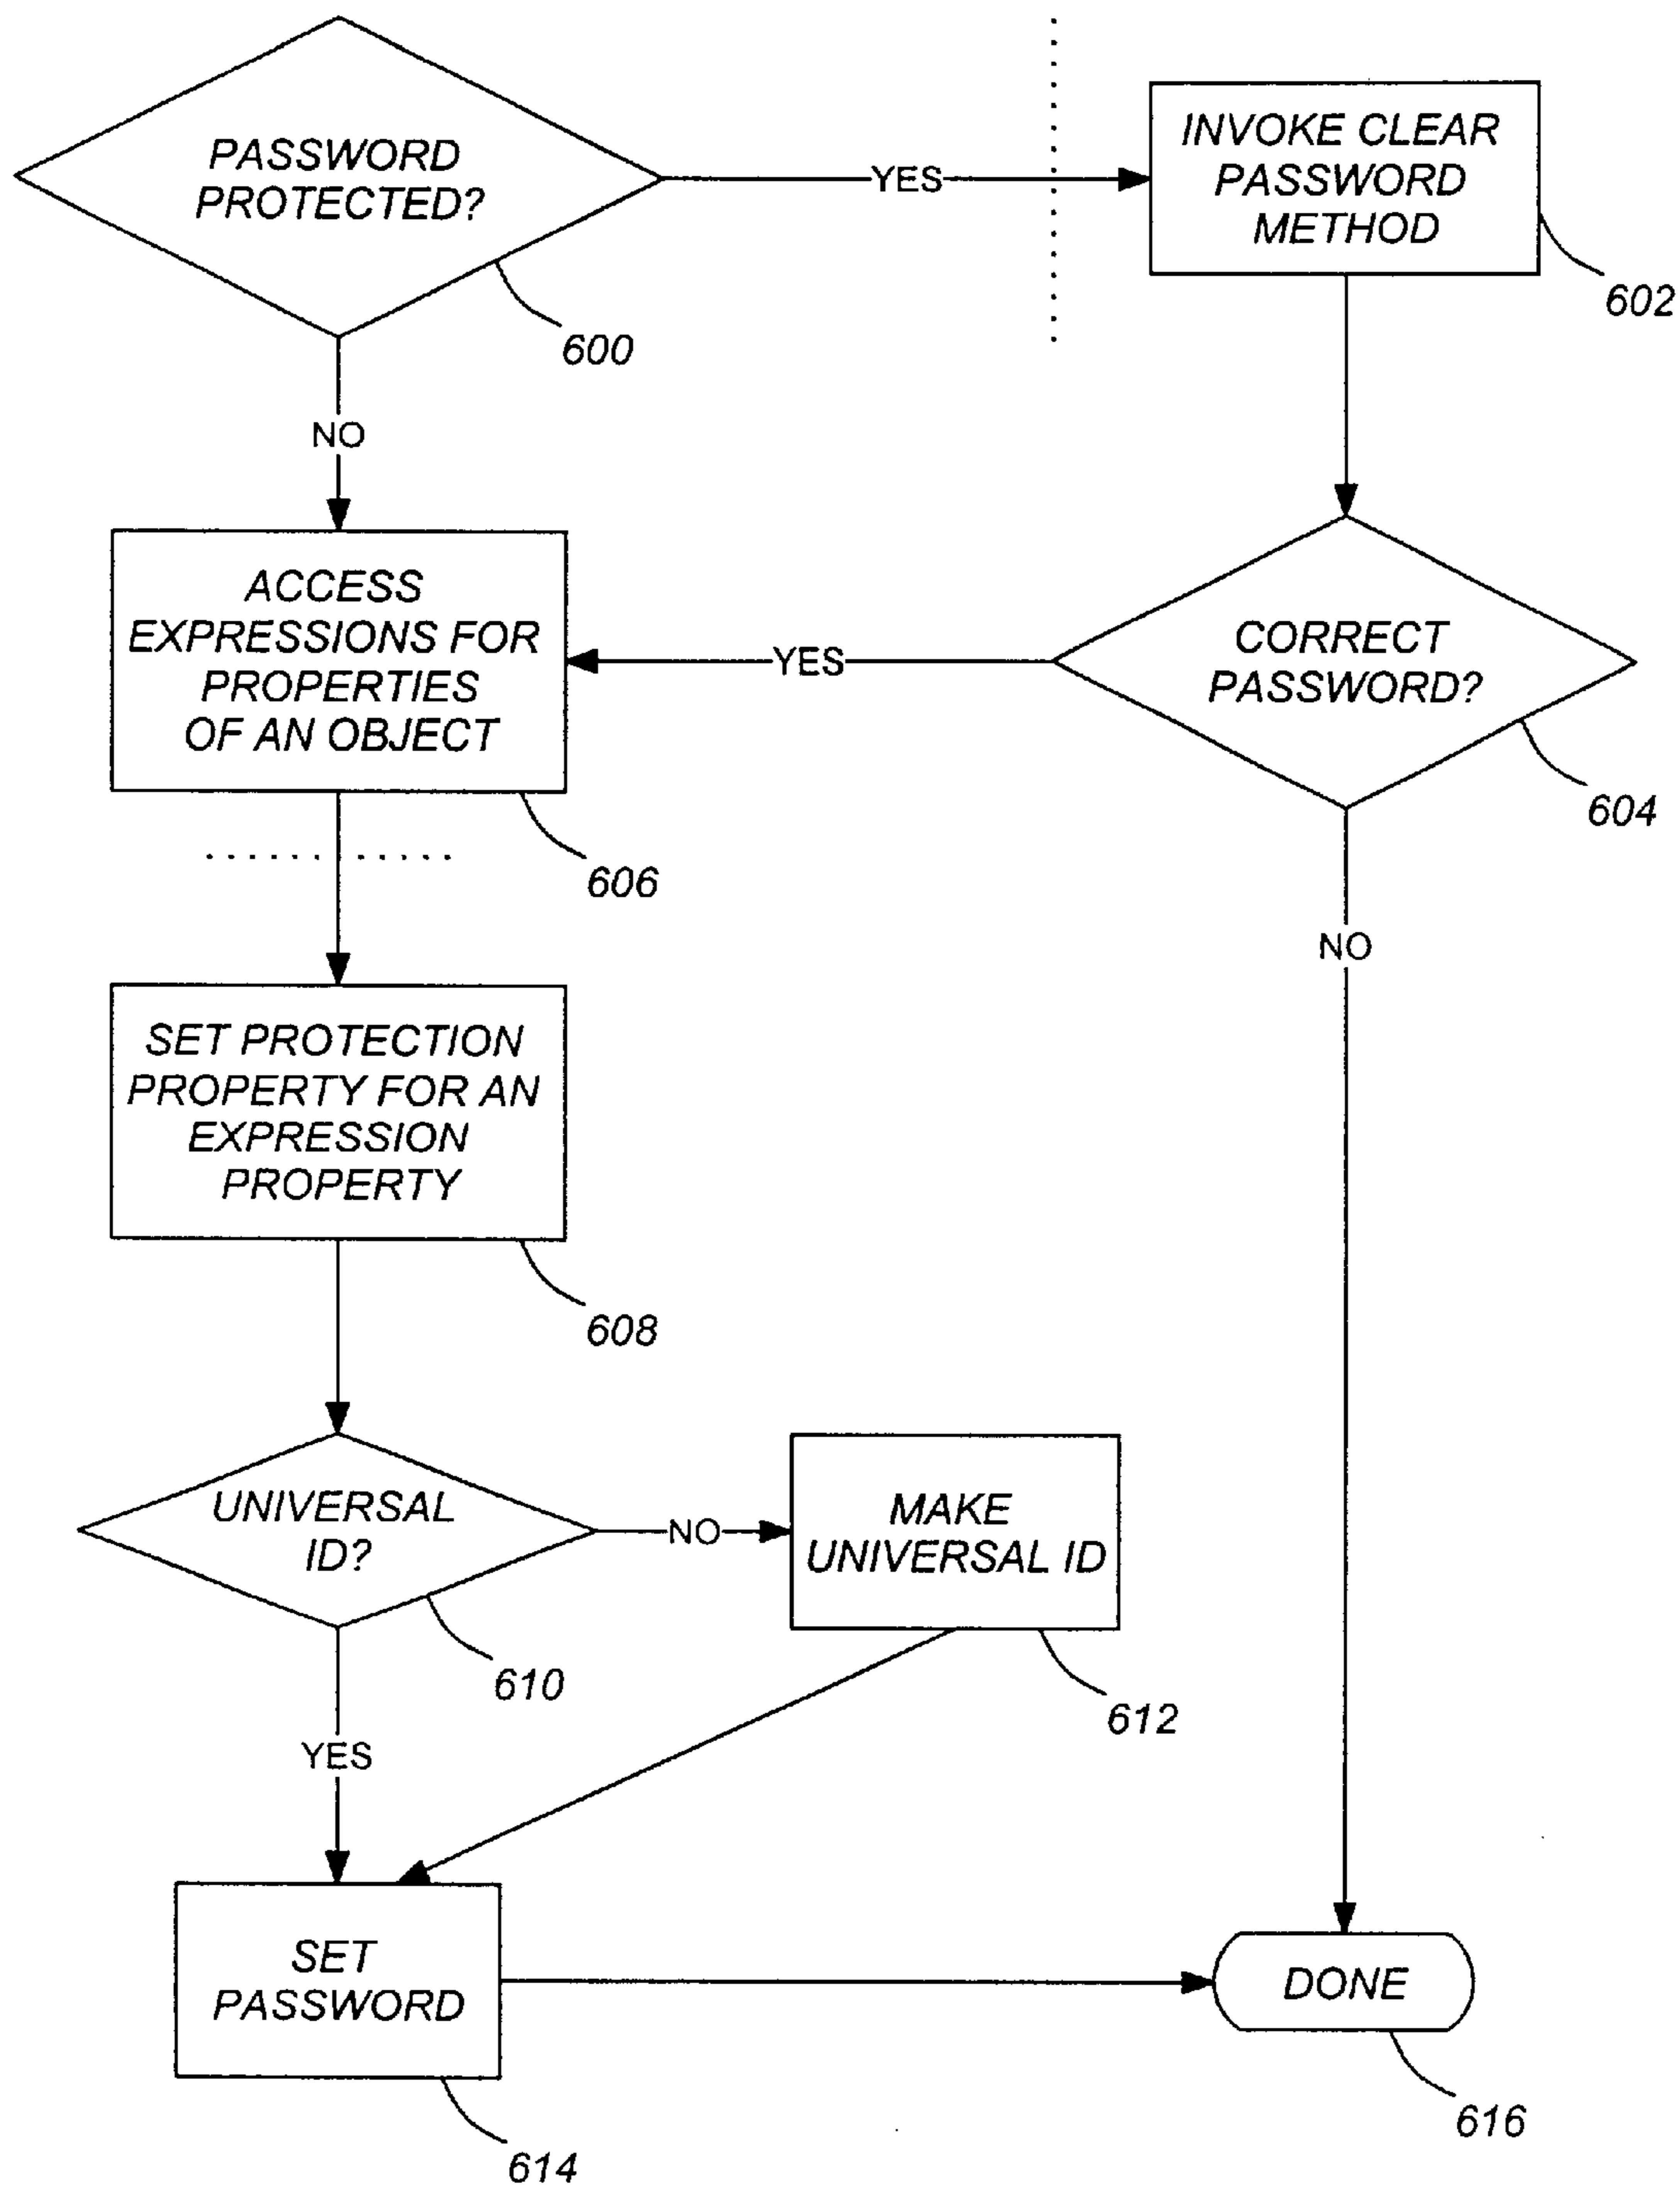 PASSWORD
PROTECTED?
600
YES
INVOKE CLEAR
PASSWORD
METHOD
602
NO
ACCESS
EXPRESSIONS FOR
PROPERTIES
OF AN OBJECT
606
YES
CORRECT
PASSWORD?
604
NO
SET PROTECTION
PROPERTY FOR AN
EXPRESSION
PROPERTY
608
UNIVERSAL
ID?
610
NO
MAKE
UNIVERSAL ID
612
YES
SET
PASSWORD
614
DONE
616